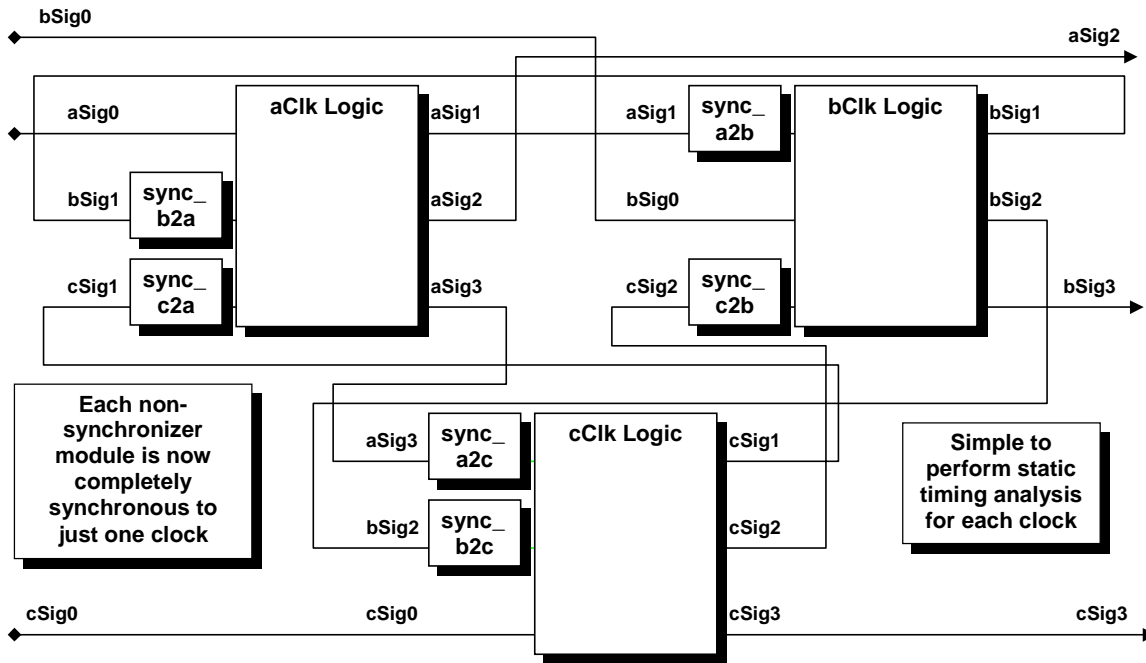 bSig0
aSig2
aSig0
aClk Logic
aSig1
aSig1
sync_
a2b
bClk Logic
bSig1
bSig1
sync_
b2a
aSig2
bSig0
bSig2
cSig1
sync_
c2a
aSig3
cSig2
sync_
c2b
bSig3
Each non-
synchronizer
module is now
completely
synchronous to
just one clock
aSig3
sync_
a2c
cClk Logic
cSig1
Simple to
perform static
timing analysis
for each clock
bSig2
sync_
b2c
cSig2
cSig0
cSig0
cSig3
cSig3